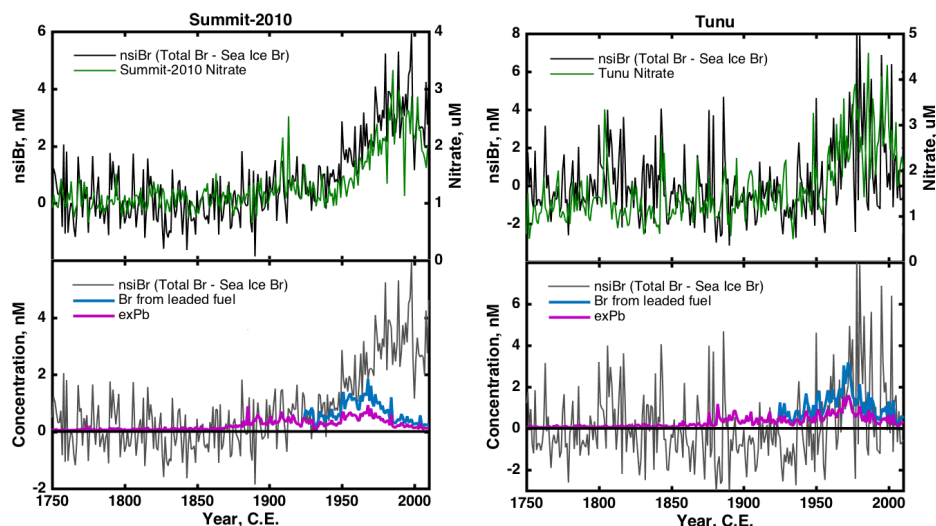 Summit-2010
Tunu
6
4
2
0
nsiBr, nM
nsiBr (Total Br - Sea Ice Br)
Summit-2010 Nitrate
4
3
2
1
0
Nitrate, uM
8
6
4
2
0
-2
nsiBr, nM
nsiBr (Total Br - Sea Ice Br)
Tunu Nitrate
5
4
3
2
1
0
Nitrate, uM
4
2
0
-2
Concentration, nM
nsiBr (Total Br - Sea Ice Br)
Br from leaded fuel
exPb
1750 1800 1850 1900 1950 2000
Year, C.E.
6
4
2
0
-2
Concentration, nM
nsiBr (Total Br - Sea Ice Br)
Br from leaded fuel
exPb
1750 1800 1850 1900 1950 2000
Year, C.E.